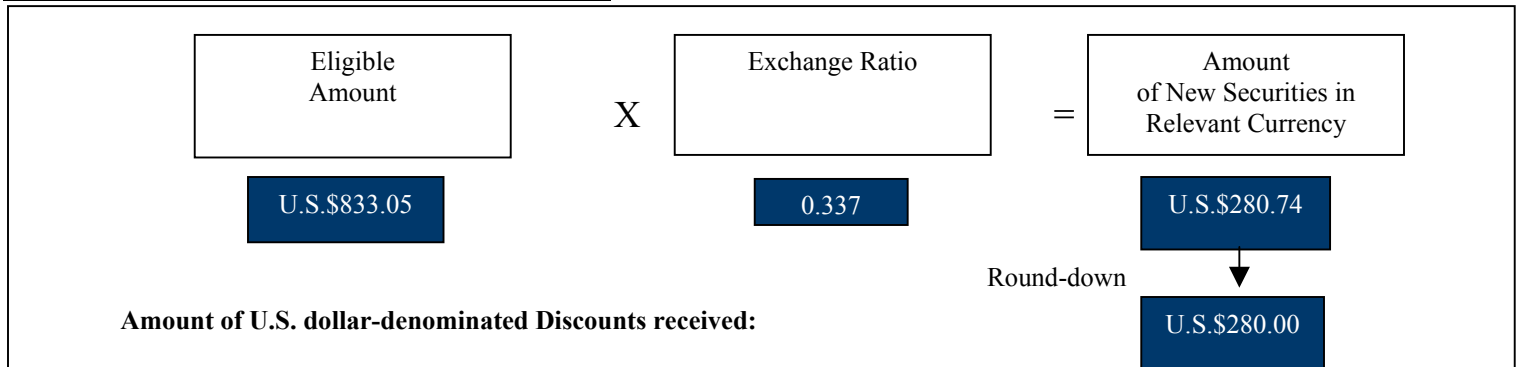 Eligible
Amount
X
Exchange Ratio
=
Amount
of New Securities in
Relevant Currency
U.S.$833.05
0.337
U.S.$280.74
Round-down
Amount of U.S. dollar-denominated Discounts received:
U.S.$280.00